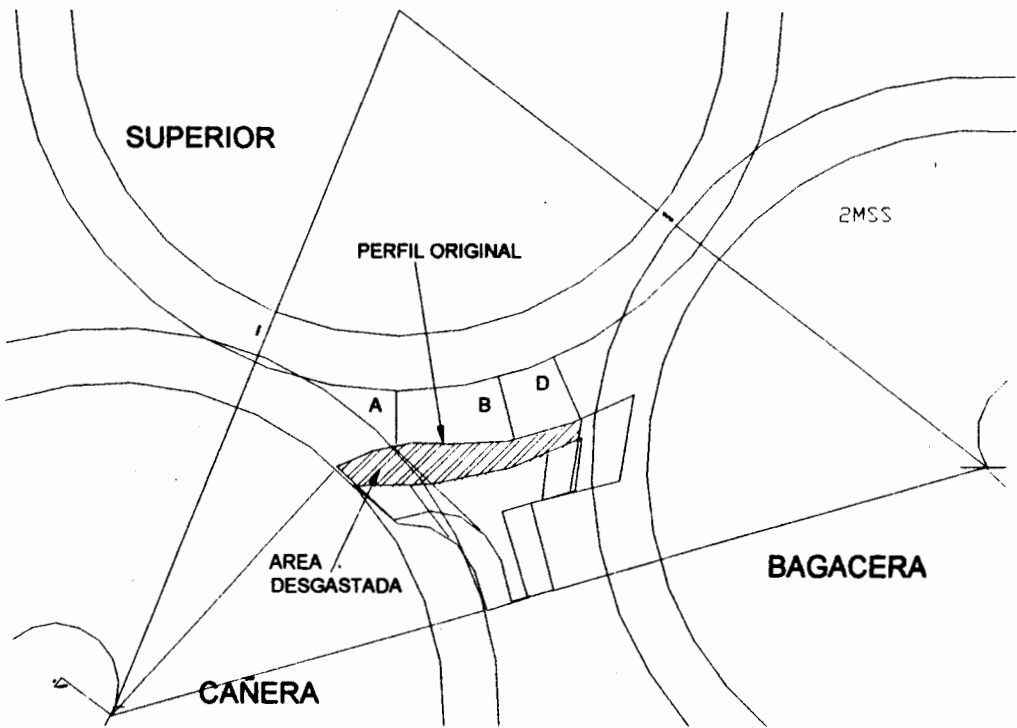 SUPERIOR
2MSS
PERFIL ORIGINAL
A
B
D
AREA
DESGASTADA
BAGACERA
CAÑERA